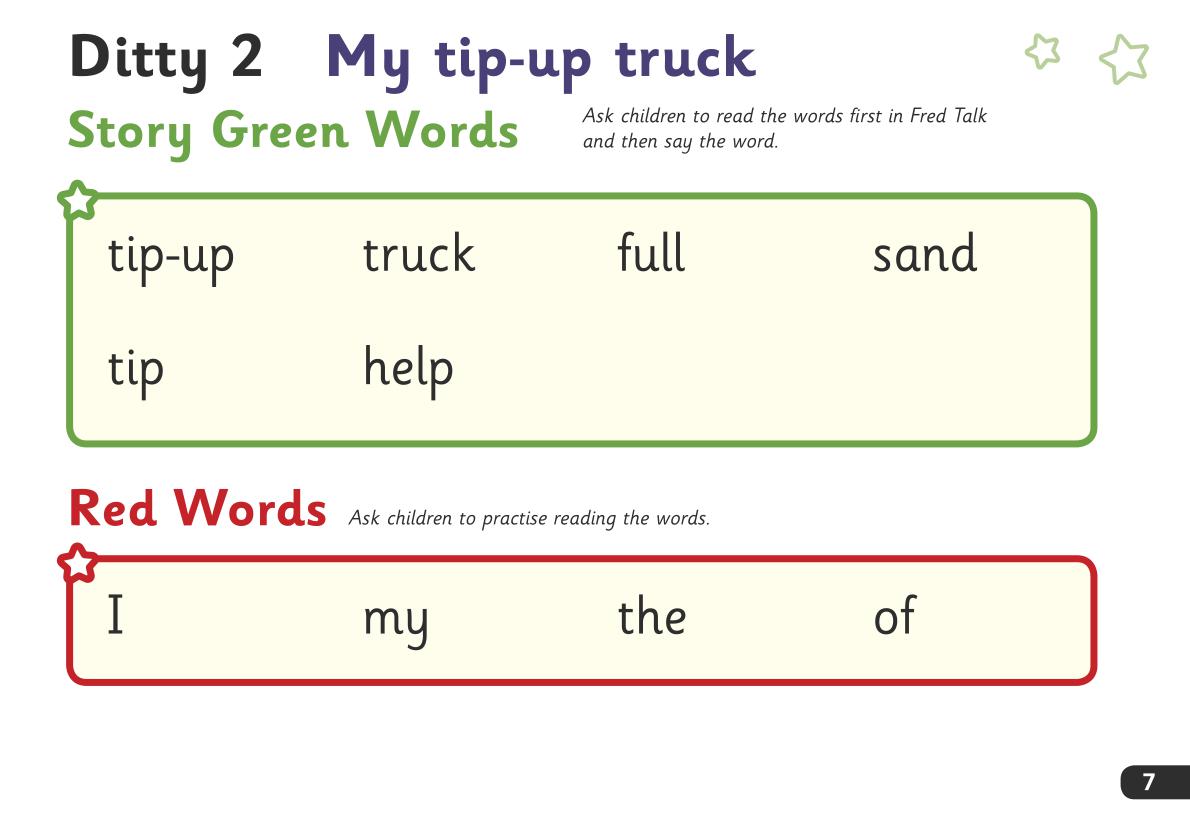 Ditty 2 My tip-up truck
Story Green Words
Ask children to read the words first in Fred Talk
and then say the word.
tip-up truck full sand
tip help
Red Words Ask children to practise reading the words.
I my the of
7